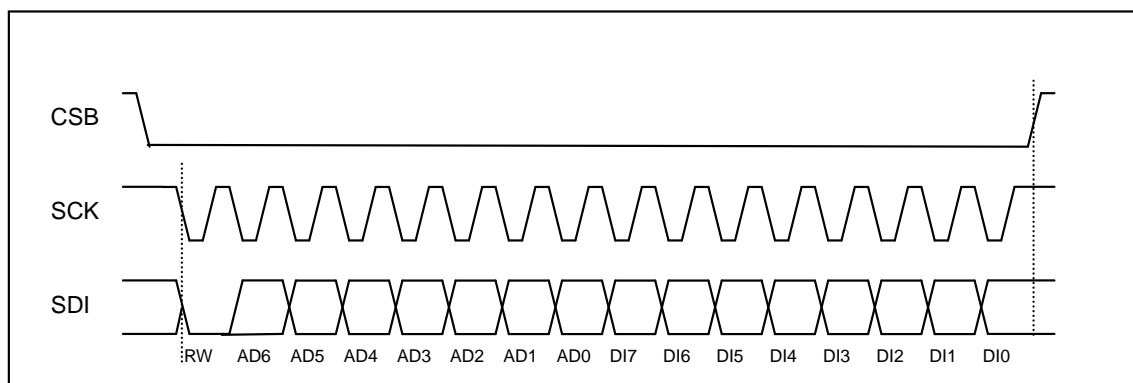 CSB
SCK
SDI
RW AD6 AD5 AD4 AD3 AD2 AD1 AD0 DI7 DI6 DI5 DI4 DI3 DI2 DI1 DI0